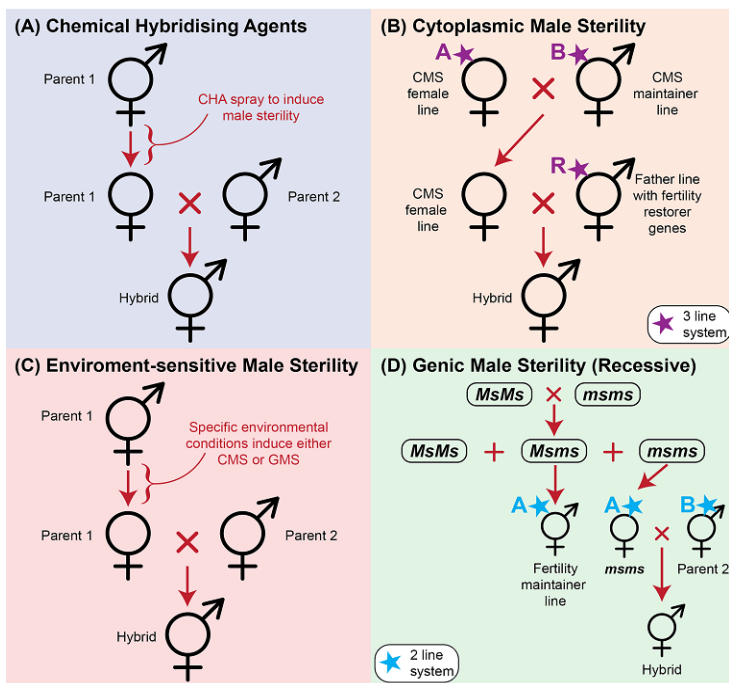 (A) Chemical Hybridising Agents
Parent 1
CHA spray to induce
male sterility
Parent 1
Parent 2
Hybrid
(B) Cytoplasmic Male Sterility
A
B
CMS
female
line
CMS
maintainer
line
R
CMS
female
line
Father line
with fertility
restorer
genes
Hybrid
3 line
system
(C) Enviroment-sensitive Male Sterility
Parent 1
Specific environmental
conditions induce either
CMS or GMS
Parent 1
Parent 2
Hybrid
(D) Genic Male Sterility (Recessive)
MsMs × msms
MsMs + Msms + msms
A
A
B
Fertility
maintainer
line
msms
Parent 2
Hybrid
2 line
system